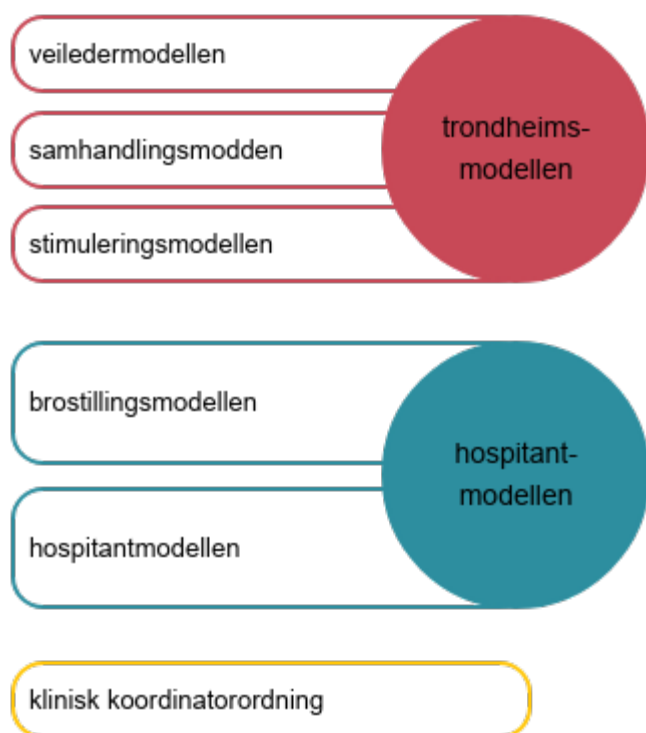 veiledermodellen
samhandlingsmodden
stimuleringsmodellen
trondheims-
modellen
brostillingsmodellen
hospitantmodellen
hospitant-
modellen
klinisk koordinatorordning